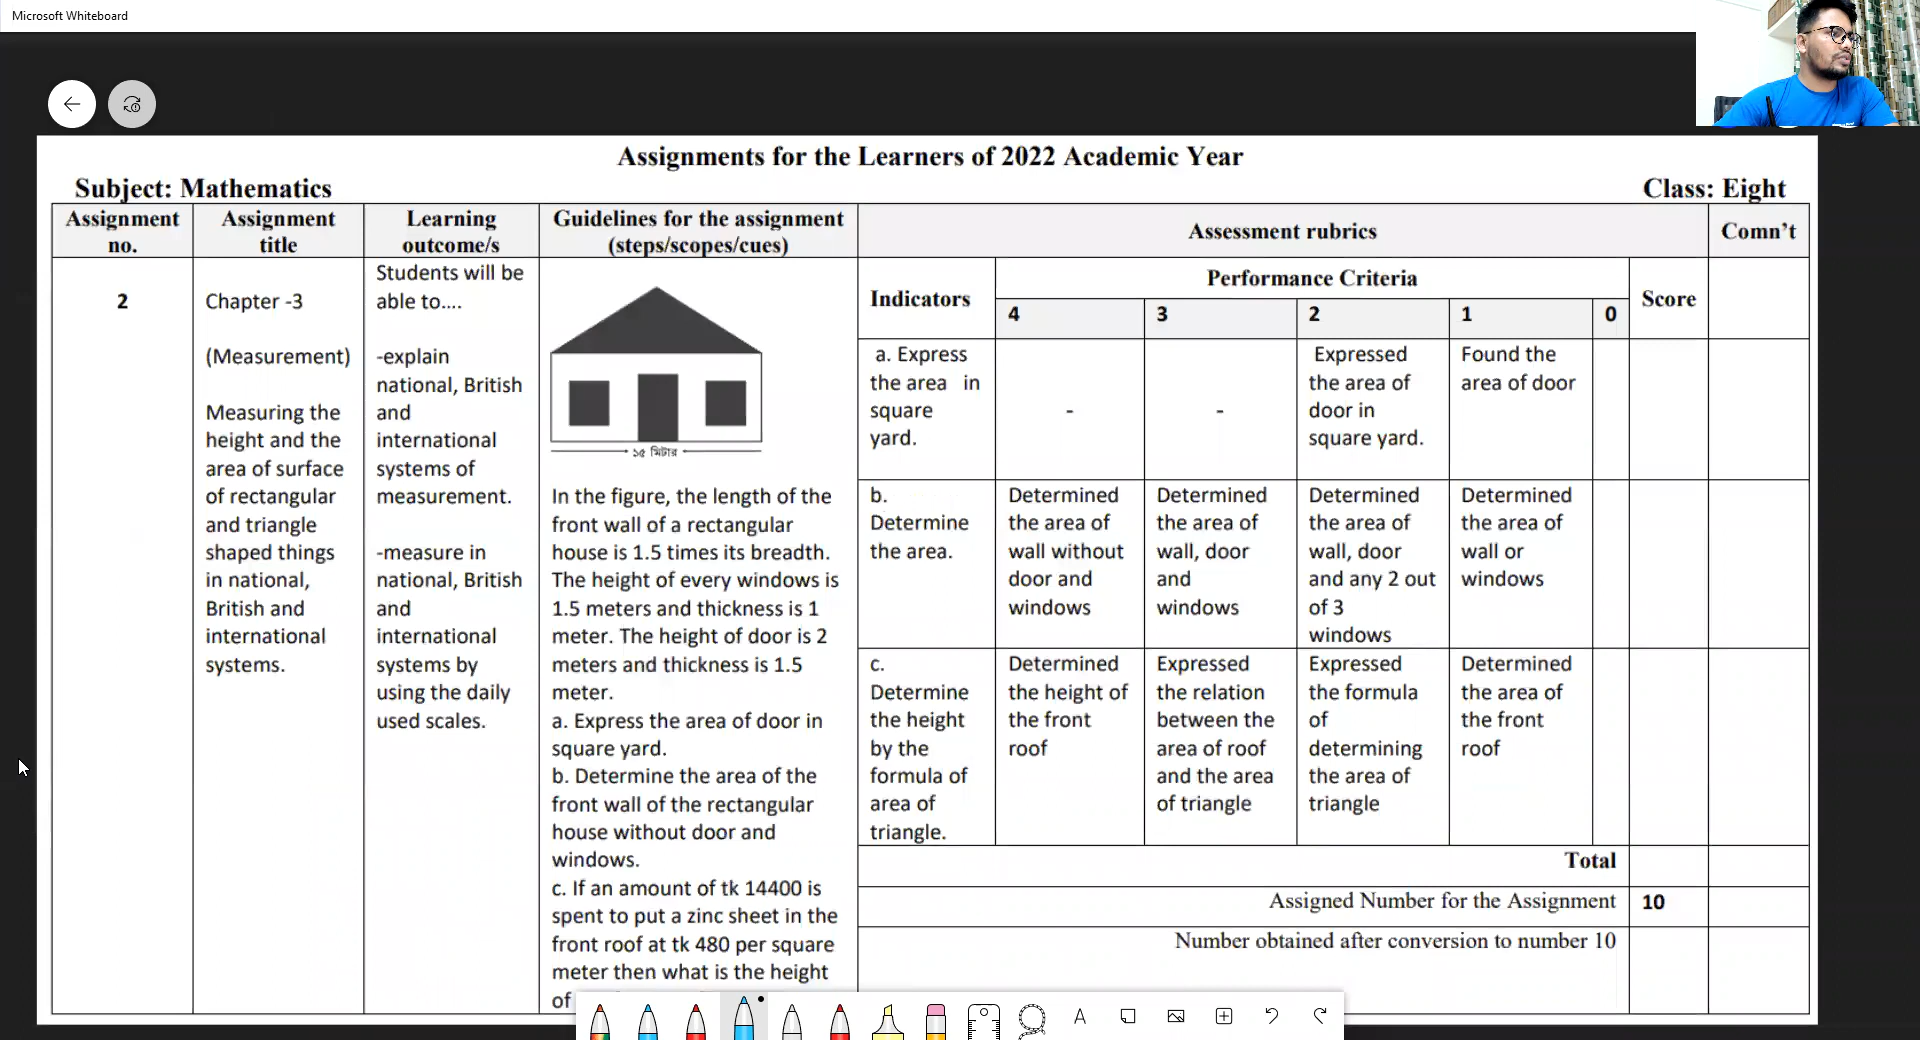 Microsoft Whiteboard
Assignments for the Learners of 2022 Academic Year
Subject: Mathematics
Class: Eight
Assignment
no.
Assignment
title
Learning
outcome/s
Guidelines for the assignment
(steps/scopes/cues)
Assessment rubrics
Comn't
2
Chapter -3
(Measurement)
Measuring the
height and the
area of surface
of rectangular
and triangle
shaped things
in national,
British and
international
systems.
Students will be
able to....
-explain
national, British
and
international
systems of
measurement.
-measure in
national, British
and
international
systems by
using the daily
used scales.
১৫ মিটার
In the figure, the length of the
front wall of a rectangular
house is 1.5 times its breadth.
The height of every windows is
1.5 meters and thickness is 1
meter. The height of door is 2
meters and thickness is 1.5
meter.
a. Express the area of door in
square yard.
b. Determine the area of the
front wall of the rectangular
house without door and
windows.
c. If an amount of tk 14400 is
spent to put a zinc sheet in the
front roof at tk 480 per square
meter then what is the height
of
Indicators
Performance Criteria
Score
4
3
2
1
0
a. Express
the area in
square
yard.
-
-
Expressed
the area of
door in
square yard.
Found the
area of door
b.
Determine
the area.
Determined
the area of
wall without
door and
windows
Determined
the area of
wall, door
and
windows
Determined
the area of
wall, door
and any 2 out
of 3
windows
Determined
the area of
wall or
windows
c.
Determine
the height
by the
formula of
area of
triangle.
Determined
the height of
the front
roof
Expressed
the relation
between the
area of roof
and the area
of triangle
Expressed
the formula
of
determining
the area of
triangle
Determined
the area of
the front
roof
Total
Assigned Number for the Assignment
10
Number obtained after conversion to number 10